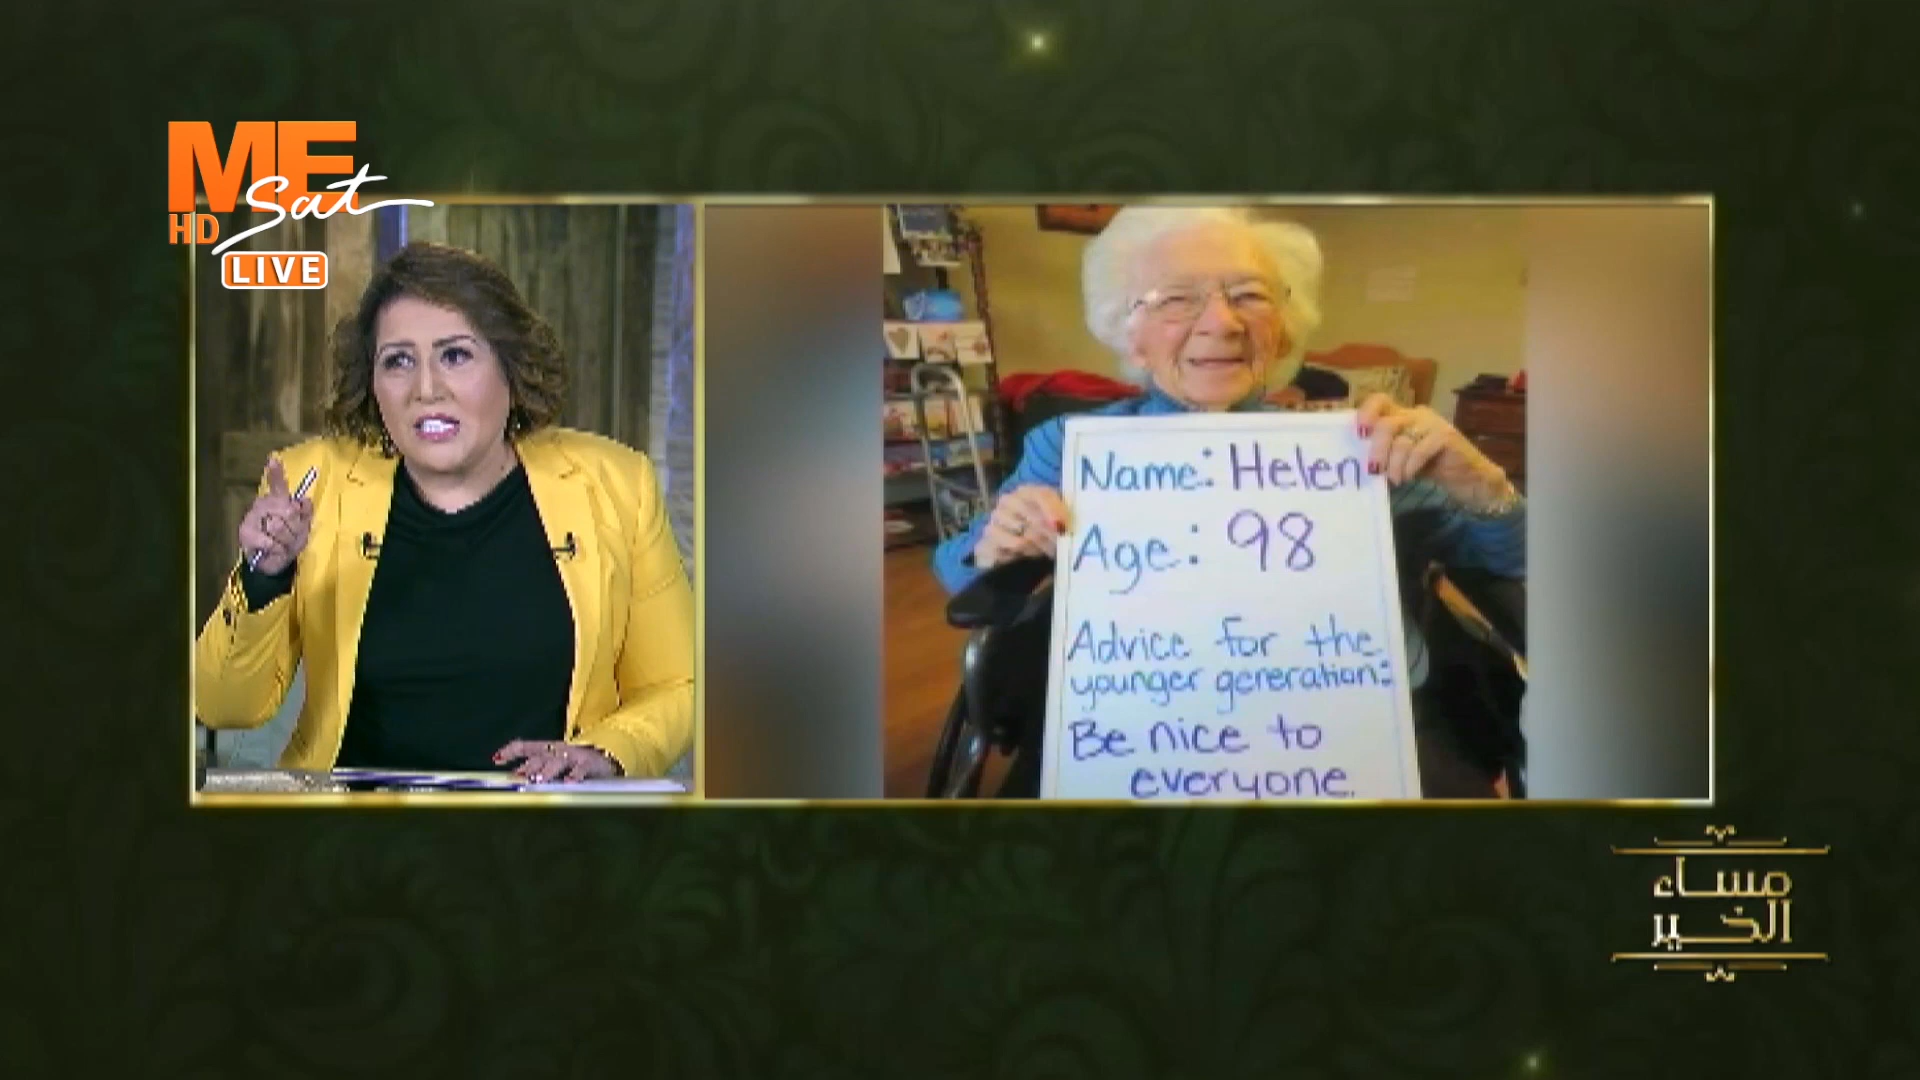 ME
Sat
HD
LIVE
Name: Helen
Age: 98
Advice for the
younger generation:
Be nice to
everyone.
مساء
الخير